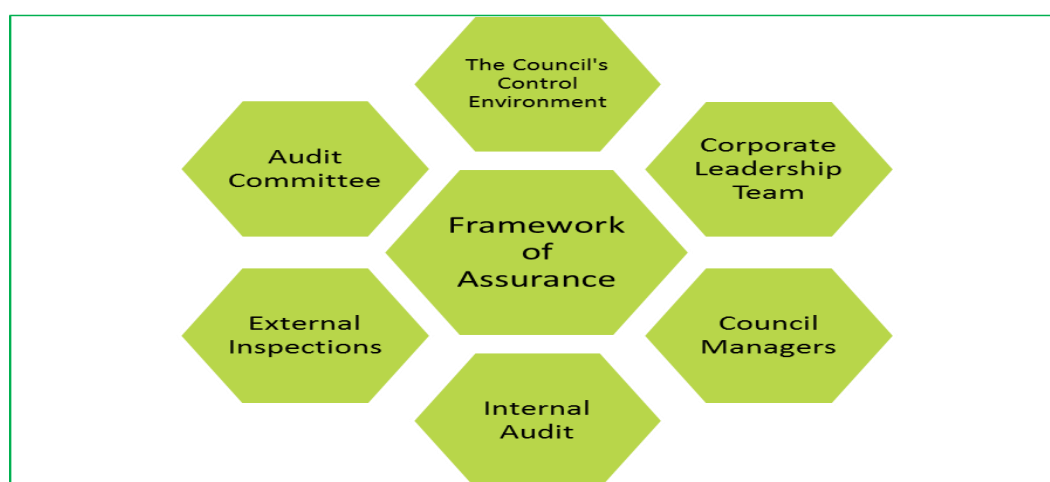 The Council's
Control
Environment
Audit
Committee
Corporate
Leadership
Team
Framework
of
Assurance
External
Inspections
Council
Managers
Internal
Audit